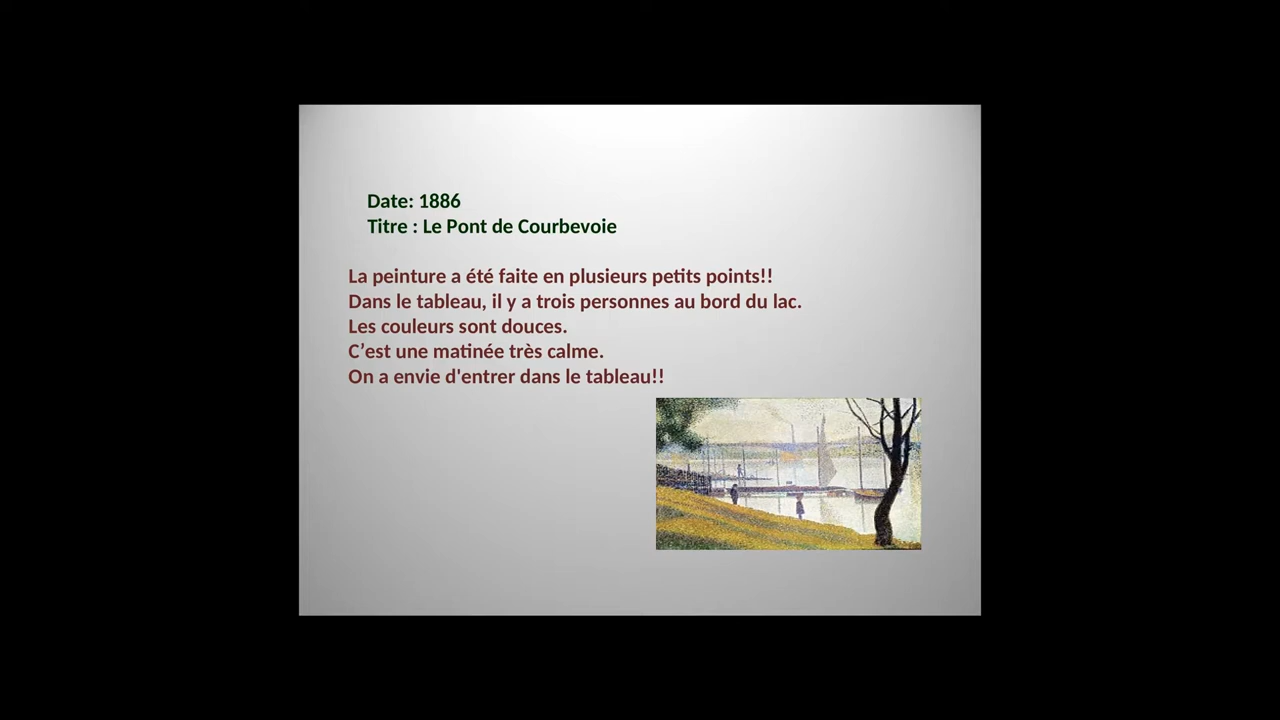 Date: 1886
Titre : Le Pont de Courbevoie
La peinture a été faite en plusieurs petits points!!
Dans le tableau, il y a trois personnes au bord du lac.
Les couleurs sont douces.
C’est une matinée très calme.
On a envie d'entrer dans le tableau!!